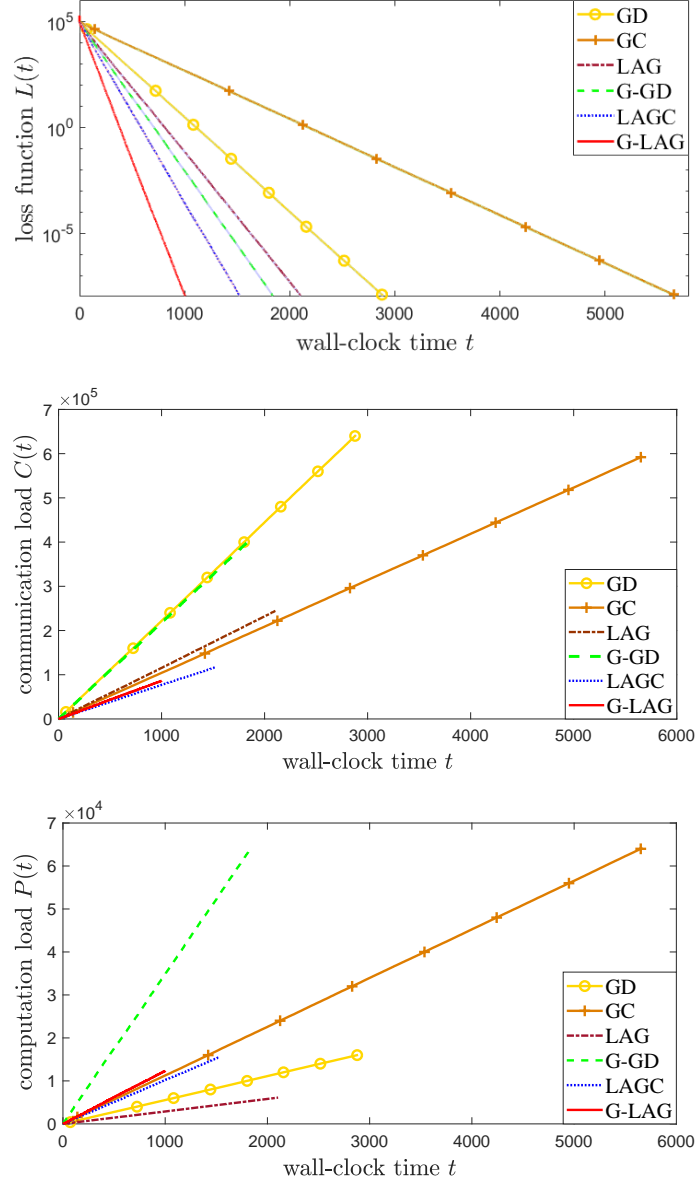 10^5
10^0
10^-5
loss function L(t)
GD
GC
LAG
G-GD
LAGC
G-LAG
0 1000 2000 3000 4000 5000
wall-clock time t
×10^5
7
6
5
4
3
2
1
0
communication load C(t)
GD
GC
LAG
G-GD
LAGC
G-LAG
0 1000 2000 3000 4000 5000 6000
wall-clock time t
×10^4
7
6
5
4
3
2
1
0
computation load P(t)
GD
GC
LAG
G-GD
LAGC
G-LAG
0 1000 2000 3000 4000 5000 6000
wall-clock time t